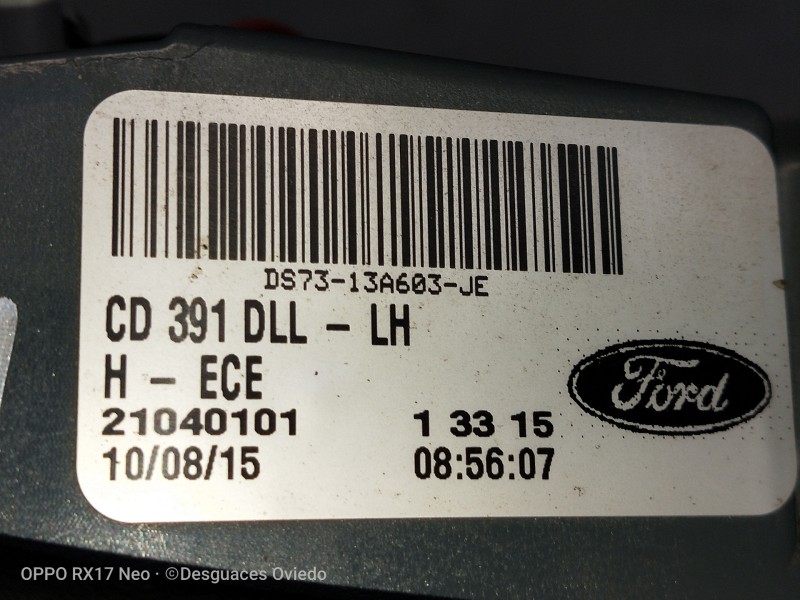 DS73-13A603-JE
CD 391 DLL - LH
H - ECE
21040101 1 33 15
10/08/15 08:56:07
Ford
OPPO RX17 Neo · ©Desguaces Oviedo